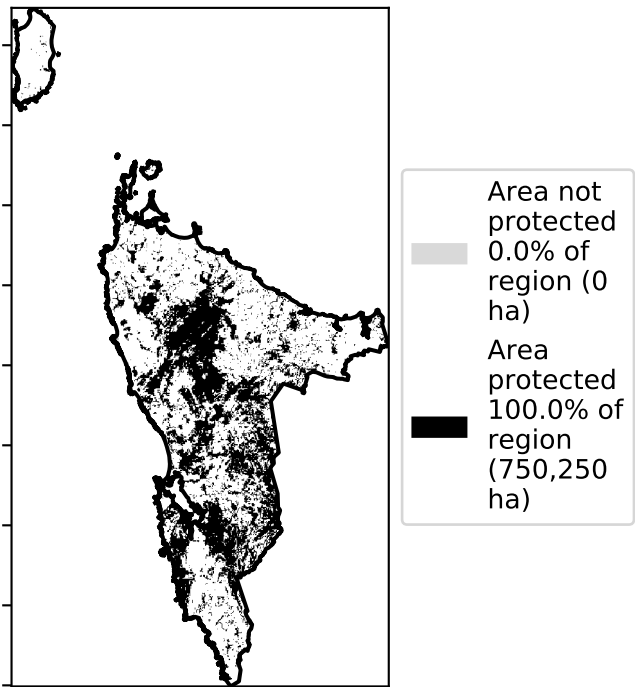 Area not
protected
0.0% of
region (0
ha)
Area
protected
100.0% of
region
(750,250
ha)